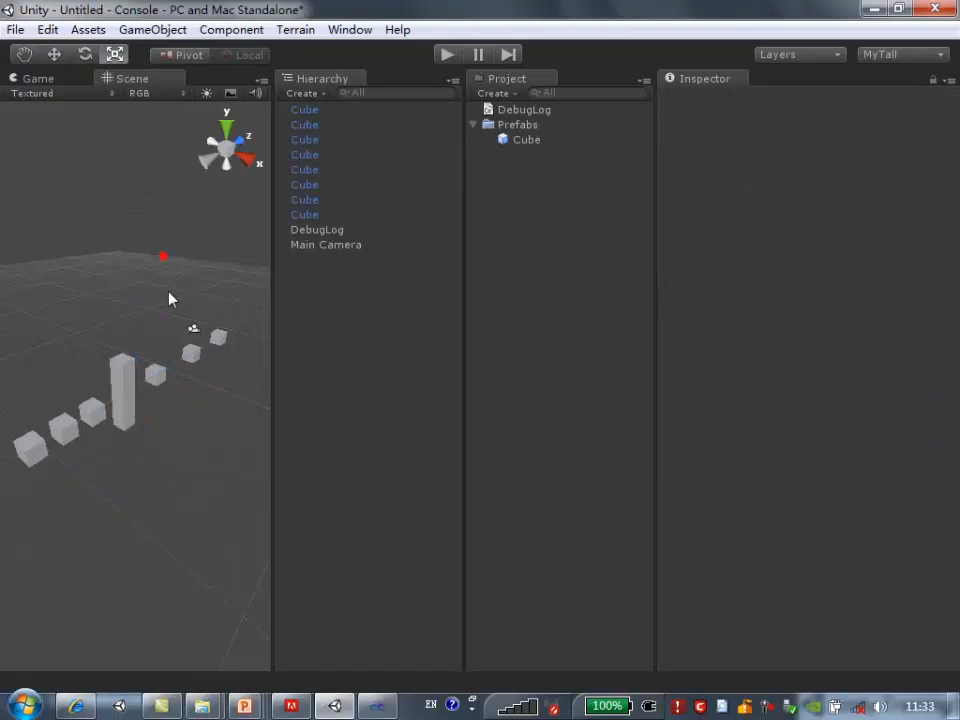 Unity - Untitled - Console - PC and Mac Standalone*
File Edit Assets GameObject Component Terrain Window Help
Pivot Local Layers MyTall
Game Scene Hierarchy Project Inspector
Textured RGB Create All Create All
y
z
x
Cube
Cube
Cube
Cube
Cube
Cube
Cube
Cube
DebugLog
Main Camera
DebugLog
Prefabs
Cube
EN 100% 11:33